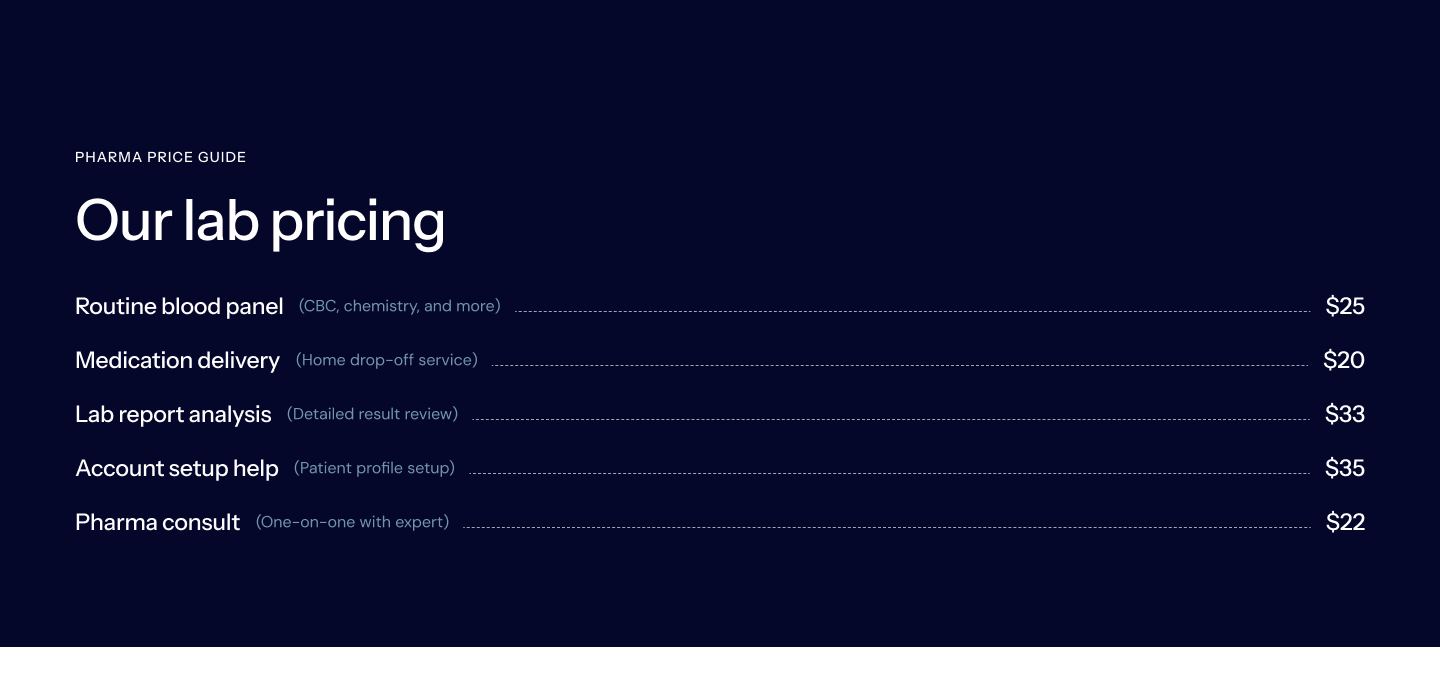 PHARMA PRICE GUIDE
Our lab pricing
Routine blood panel (CBC, chemistry, and more) $25
Medication delivery (Home drop-off service) $20
Lab report analysis (Detailed result review) $33
Account setup help (Patient profile setup) $35
Pharma consult (One-on-one with expert) $22